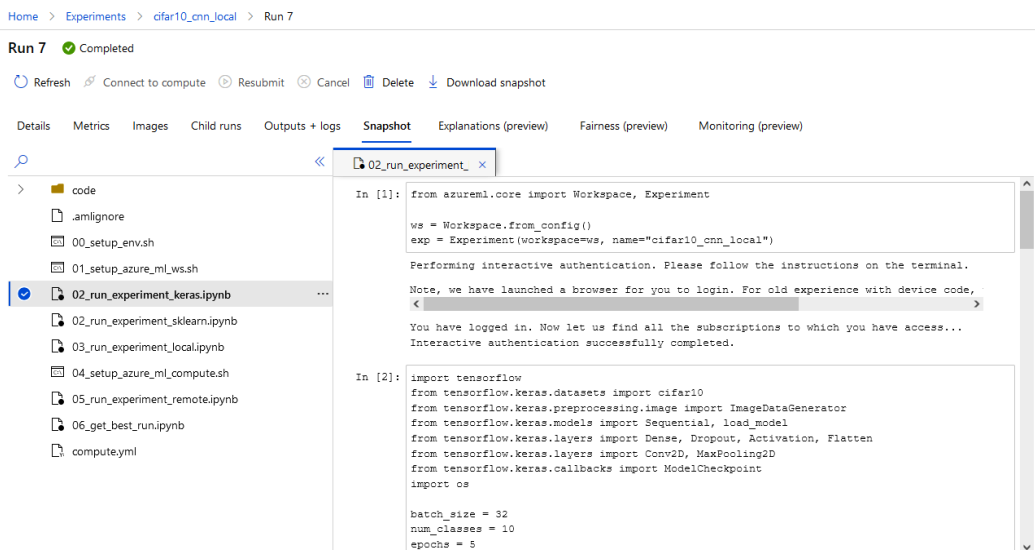 Home > Experiments > cifar10_cnn_local > Run 7
Run 7 Completed
Refresh Connect to compute Resubmit Cancel Delete Download snapshot
Details Metrics Images Child runs Outputs + logs Snapshot Explanations (preview) Fairness (preview) Monitoring (preview)
code
.amlignore
00_setup_env.sh
01_setup_azure_ml_ws.sh
02_run_experiment_keras.ipynb ...
02_run_experiment_sklearn.ipynb
03_run_experiment_local.ipynb
04_setup_azure_ml_compute.sh
05_run_experiment_remote.ipynb
06_get_best_run.ipynb
compute.yml
02_run_experiment_ ×
In [1]: from azureml.core import Workspace, Experiment
ws = Workspace.from_config()
exp = Experiment(workspace=ws, name="cifar10_cnn_local")
Performing interactive authentication. Please follow the instructions on the terminal.
Note, we have launched a browser for you to login. For old experience with device code,
You have logged in. Now let us find all the subscriptions to which you have access...
Interactive authentication successfully completed.
In [2]: import tensorflow
from tensorflow.keras.datasets import cifar10
from tensorflow.keras.preprocessing.image import ImageDataGenerator
from tensorflow.keras.models import Sequential, load_model
from tensorflow.keras.layers import Dense, Dropout, Activation, Flatten
from tensorflow.keras.layers import Conv2D, MaxPooling2D
from tensorflow.keras.callbacks import ModelCheckpoint
import os
batch_size = 32
num_classes = 10
epochs = 5